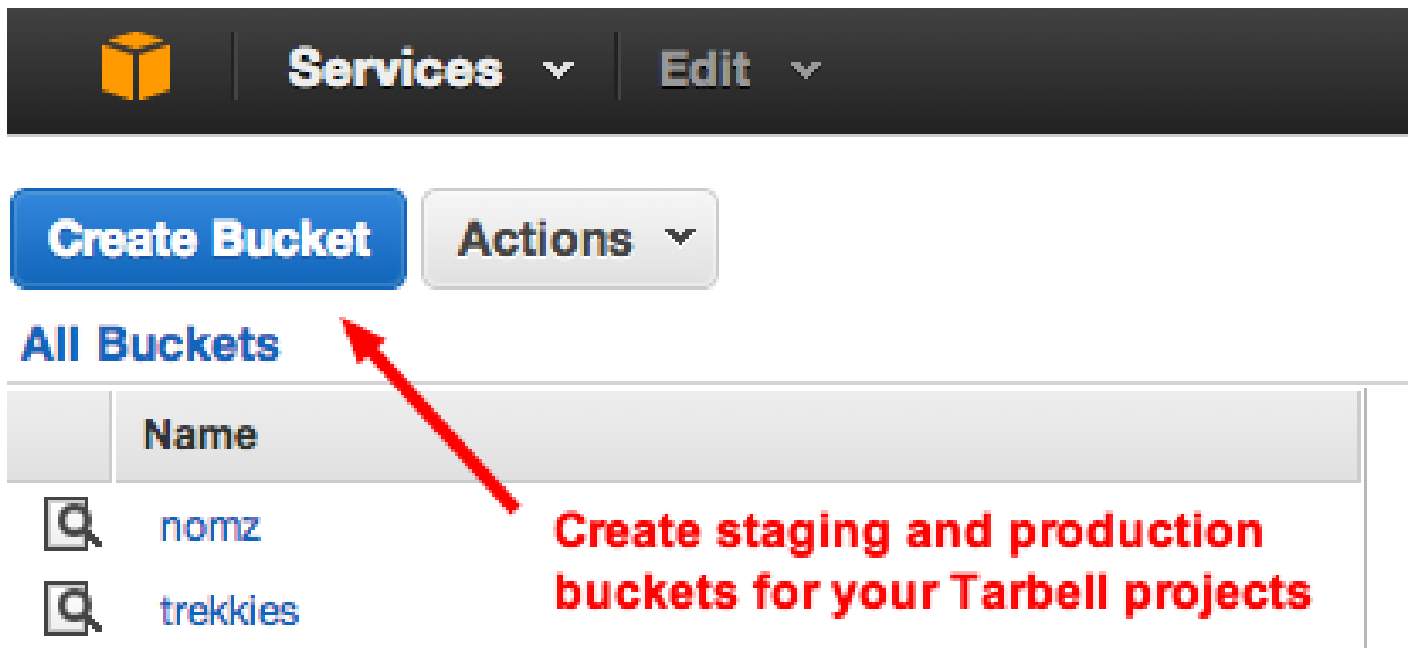 Services Edit
Create Bucket Actions
All Buckets
Name
nomz
trekkies
Create staging and production
buckets for your Tarbell projects